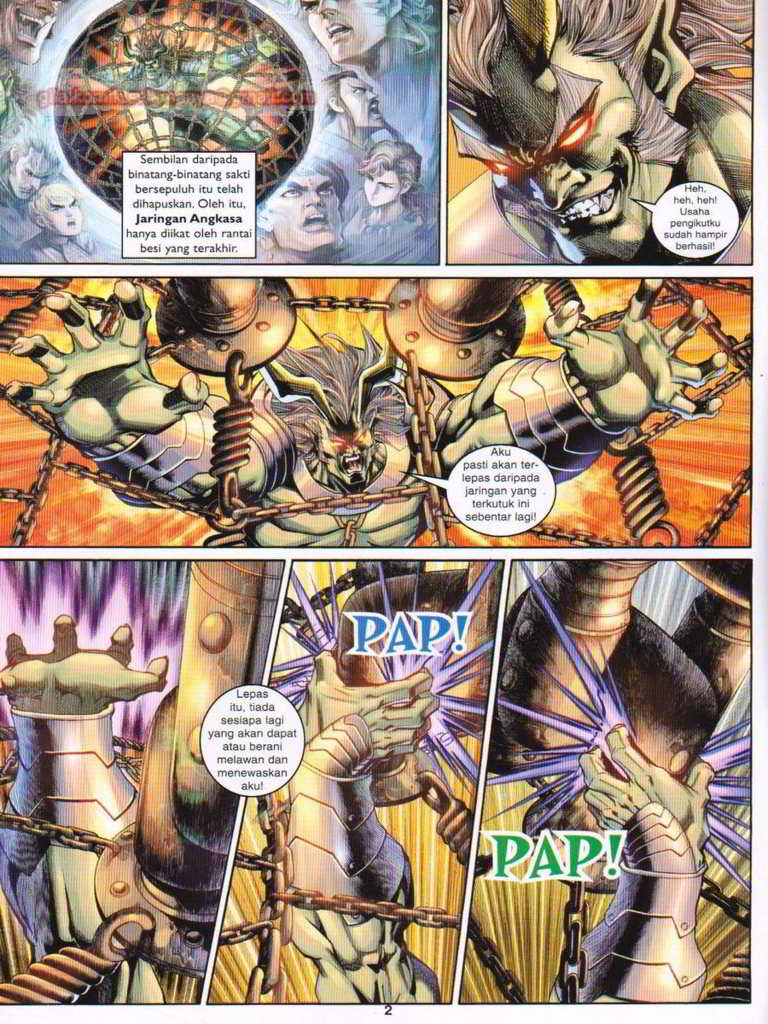 Sembilan daripada
binatang-binatang sakti
bersepuluh itu telah
dihapuskan. Oleh itu,
Jaringan Angkasa
hanya diikat oleh rantai
besi yang terakhir.
Heh,
heh, heh!
Usaha
pengikutku
sudah hampir
berhasil!
Aku
pasti akan ter-
lepas daripada
jaringan yang
terkutuk ini
sebentar lagi!
Lepas
itu, tiada
sesiapa lagi
yang akan dapat
atau berani
melawan dan
menewaskan
aku!
PAP!
PAP!
2